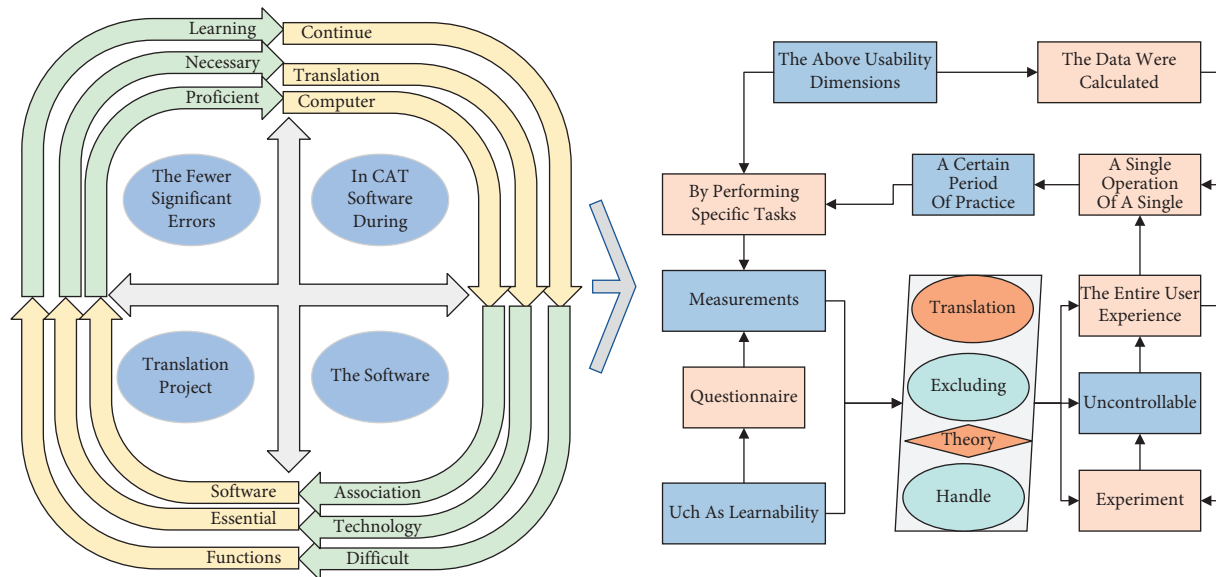 Learning
Continue
Necessary
Translation
Proficient
Computer
The Fewer
Significant
Errors
In CAT
Software
During
Translation
Project
The Software
Software
Association
Essential
Technology
Functions
Difficult
The Above Usability
Dimensions
The Data Were
Calculated
By Performing
Specific Tasks
A Certain
Period
Of Practice
A Single
Operation
Of A Single
Measurements
Translation
The Entire User
Experience
Excluding
Questionnaire
Uncontrollable
Theory
Uch As Learnability
Handle
Experiment